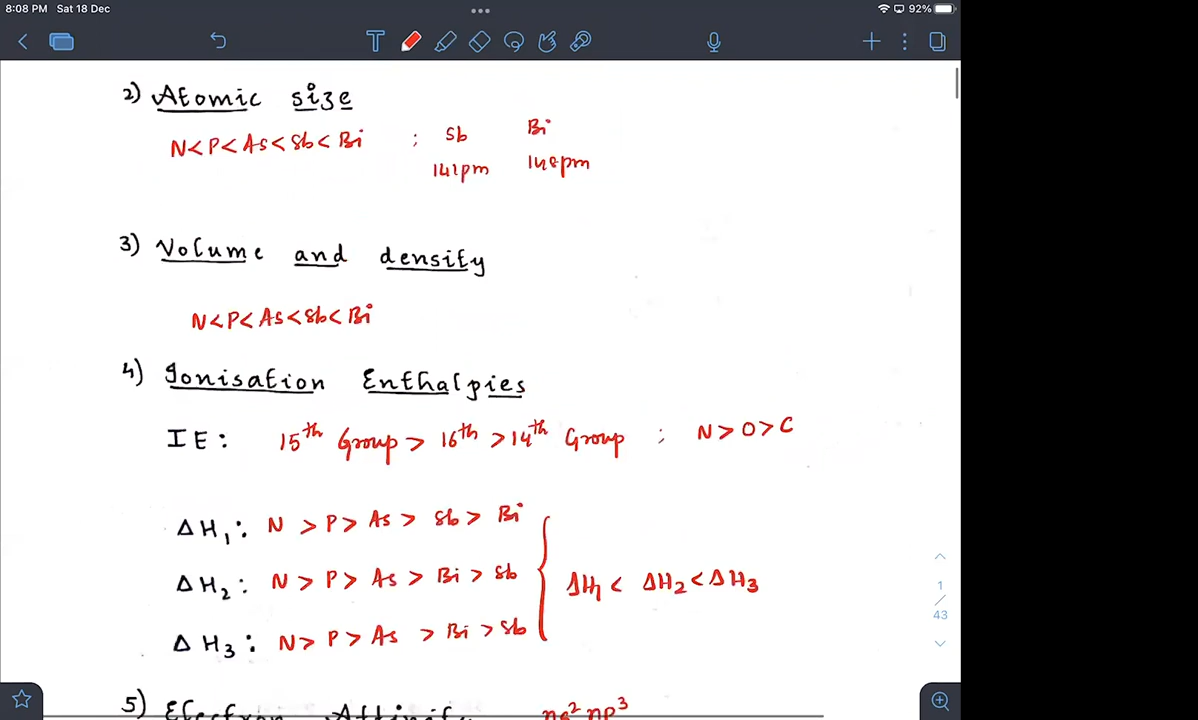 8:08 PM Sat 18 Dec
92%
2) Atomic size
N<P<As<Sb<Bi ; Sb Bi
141pm 148pm
3) Volume and density
N<P<As<Sb<Bi
4) Ionisation Enthalpies
IE: 15th Group > 16th > 14th Group ; N > O > C
ΔH1: N > P > As > Sb > Bi
ΔH2: N > P > As > Bi > Sb
ΔH1 < ΔH2 < ΔH3
ΔH3: N > P > As > Bi > Sb
1
/
43
5) Electron Affinity ns2 np3